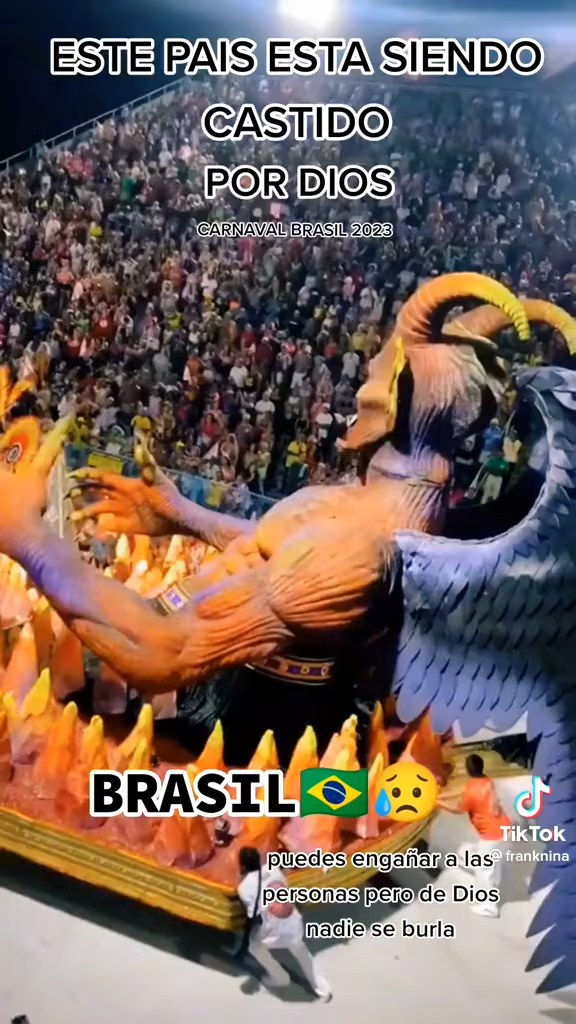 ESTE PAIS ESTA SIENDO
CASTIDO
POR DIOS
CARNAVAL BRASIL 2023
BRASIL🇧🇷😥
TikTok
@franknina
puedes engañar a las
personas pero de Dios
nadie se burla